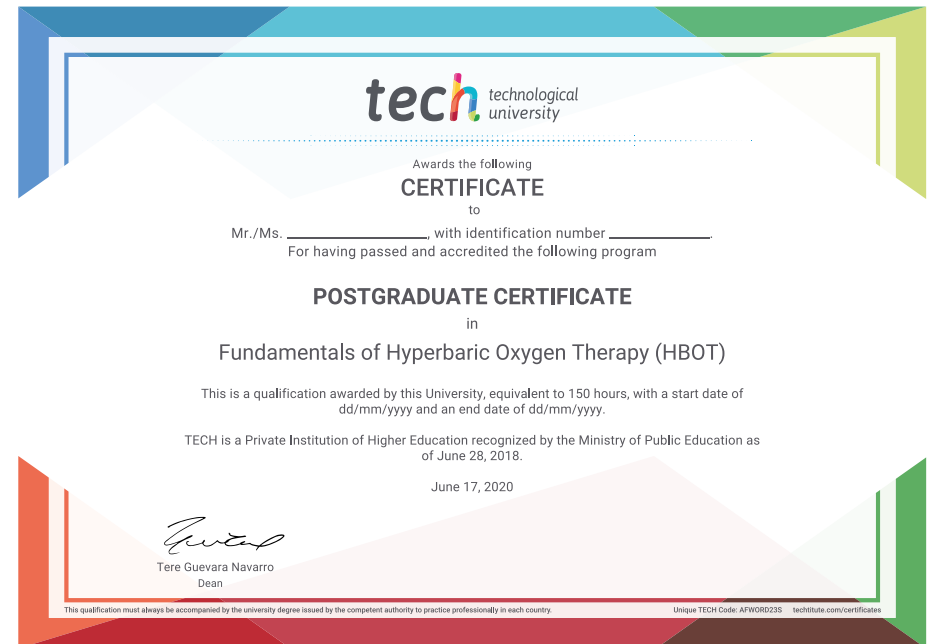 tech technological
university
Awards the following
CERTIFICATE
to
Mr./Ms. ____________________, with identification number ______________.
For having passed and accredited the following program
POSTGRADUATE CERTIFICATE
in
Fundamentals of Hyperbaric Oxygen Therapy (HBOT)
This is a qualification awarded by this University, equivalent to 150 hours, with a start date of
dd/mm/yyyy and an end date of dd/mm/yyyy.
TECH is a Private Institution of Higher Education recognized by the Ministry of Public Education as
of June 28, 2018.
June 17, 2020
Tere Guevara Navarro
Dean
This qualification must always be accompanied by the university degree issued by the competent authority to practice professionally in each country. Unique TECH Code: AFWORD23S techtitute.com/certificates